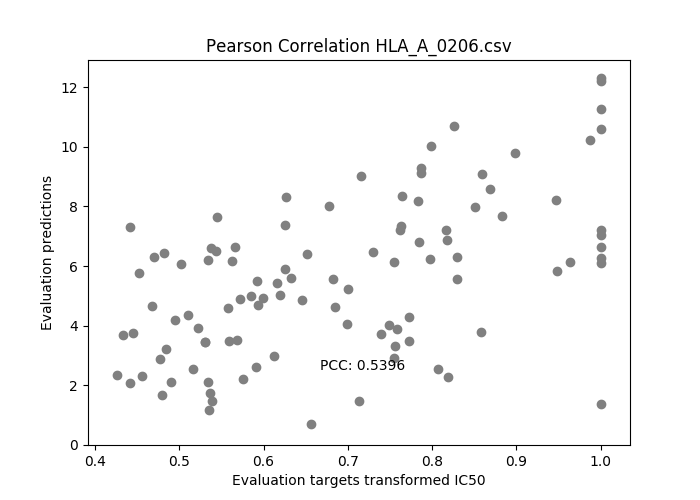 Pearson Correlation HLA_A_0206.csv
12
10
8
6
4
2
0
Evaluation predictions
PCC: 0.5396
0.4 0.5 0.6 0.7 0.8 0.9 1.0
Evaluation targets transformed IC50